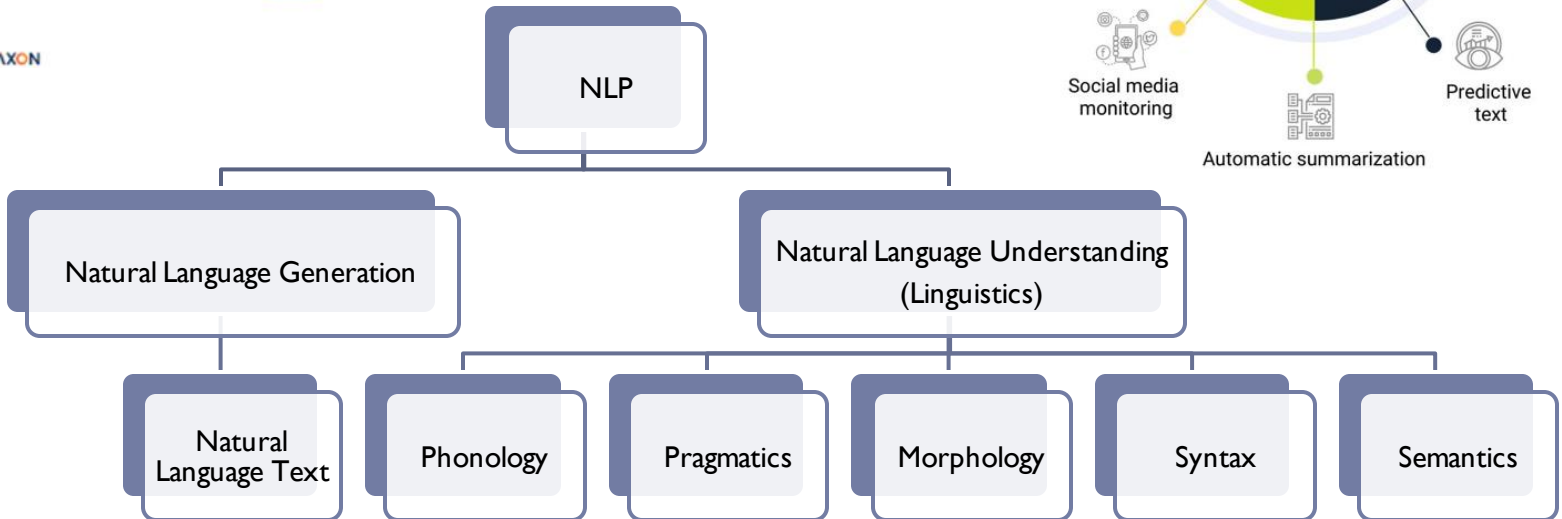 NLP
Social media
monitoring
Predictive
text
Automatic summarization
Natural Language Generation
Natural Language Understanding
(Linguistics)
Natural
Language Text
Phonology
Pragmatics
Morphology
Syntax
Semantics